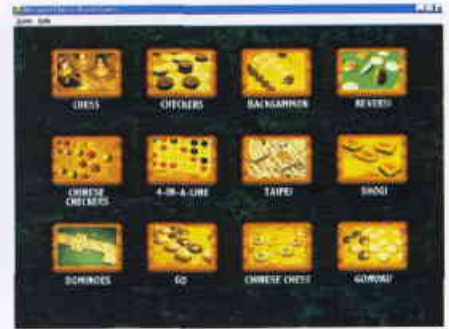 CHESS
CHECKERS
BACKGAMMON
REVERSI
CHINESE
CHECKERS
4-IN-A-LINE
TAIPEI
SHOGI
DOMINOES
GO
CHINESE CHESS
GOMOKU